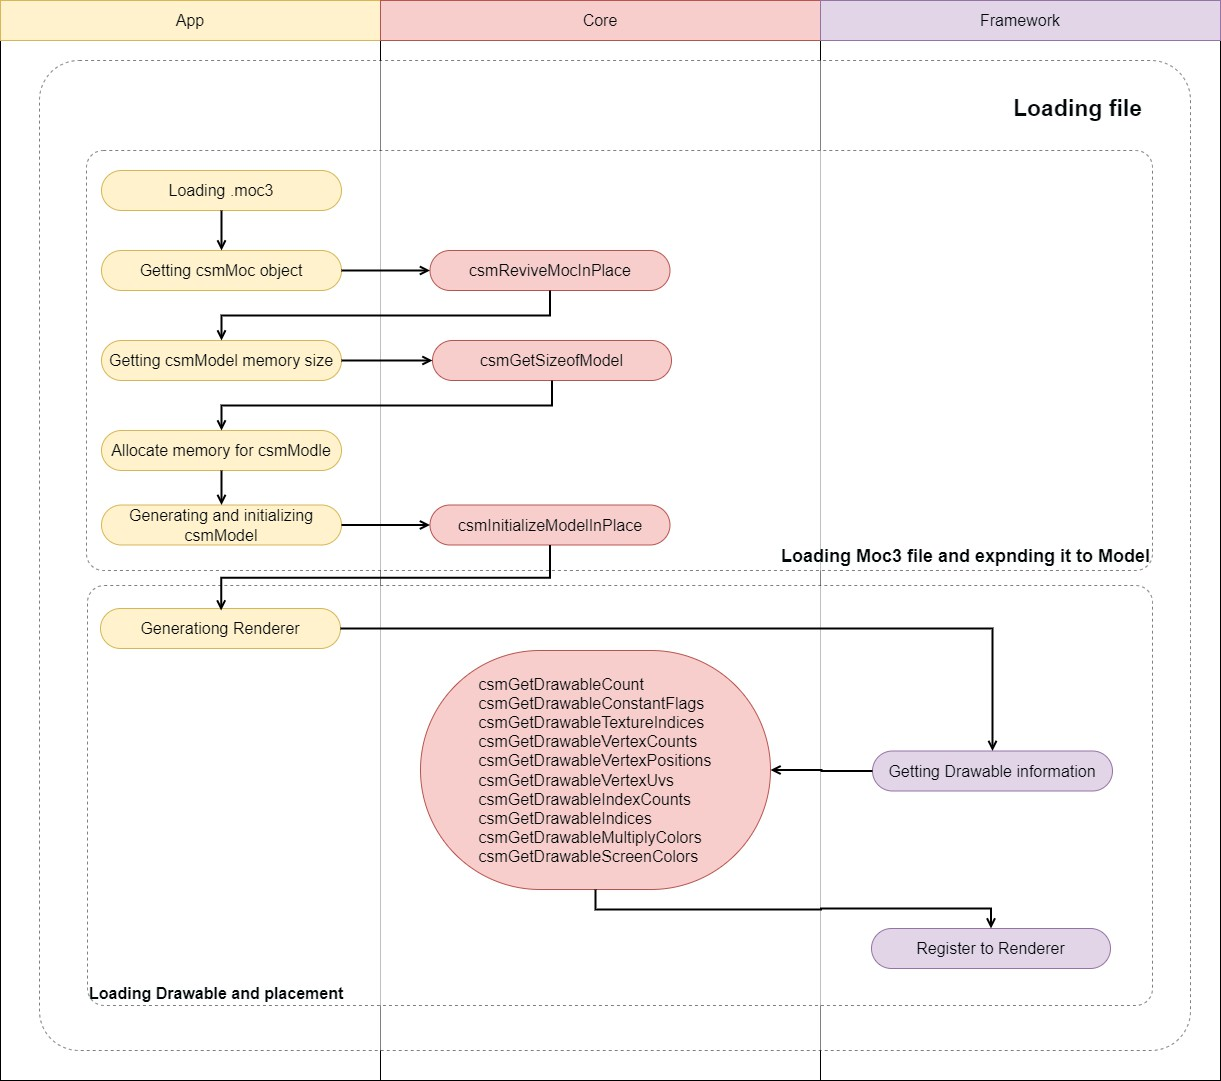 App
Core
Framework
Loading file
Loading .moc3
Getting csmMoc object
csmReviveMocInPlace
Getting csmModel memory size
csmGetSizeofModel
Allocate memory for csmModle
Generating and initializing
csmModel
csmInitializeModelInPlace
Loading Moc3 file and expnding it to Model
Generationg Renderer
csmGetDrawableCount
csmGetDrawableConstantFlags
csmGetDrawableTextureIndices
csmGetDrawableVertexCounts
csmGetDrawableVertexPositions
csmGetDrawableVertexUvs
csmGetDrawableIndexCounts
csmGetDrawableIndices
csmGetDrawableMultiplyColors
csmGetDrawableScreenColors
Getting Drawable information
Register to Renderer
Loading Drawable and placement